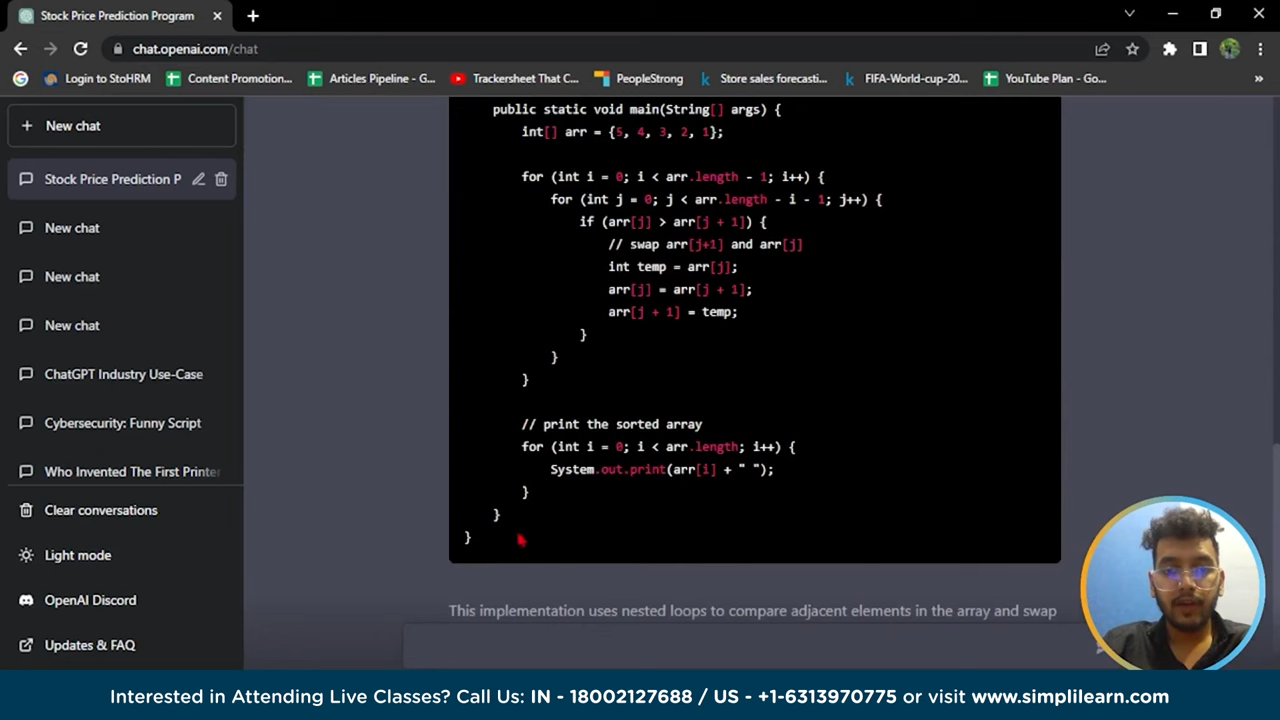 Stock Price Prediction Program
chat.openai.com/chat
Login to StoHRM
Content Promotion...
Articles Pipeline - G...
Trackersheet That C...
PeopleStrong
Store sales forecasti...
FIFA-World-cup-20...
YouTube Plan - Go...
»
+ New chat
Stock Price Prediction P
New chat
New chat
New chat
ChatGPT Industry Use-Case
Cybersecurity: Funny Script
Who Invented The First Printer
Clear conversations
Light mode
OpenAI Discord
Updates & FAQ
public static void main(String[] args) {
int[] arr = {5, 4, 3, 2, 1};
for (int i = 0; i < arr.length - 1; i++) {
for (int j = 0; j < arr.length - i - 1; j++) {
if (arr[j] > arr[j + 1]) {
// swap arr[j+1] and arr[j]
int temp = arr[j];
arr[j] = arr[j + 1];
arr[j + 1] = temp;
}
}
}
// print the sorted array
for (int i = 0; i < arr.length; i++) {
System.out.print(arr[i] + " ");
}
}
}
This implementation uses nested loops to compare adjacent elements in the array and swap
Interested in Attending Live Classes? Call Us: IN - 18002127688 / US - +1-6313970775 or visit www.simplilearn.com